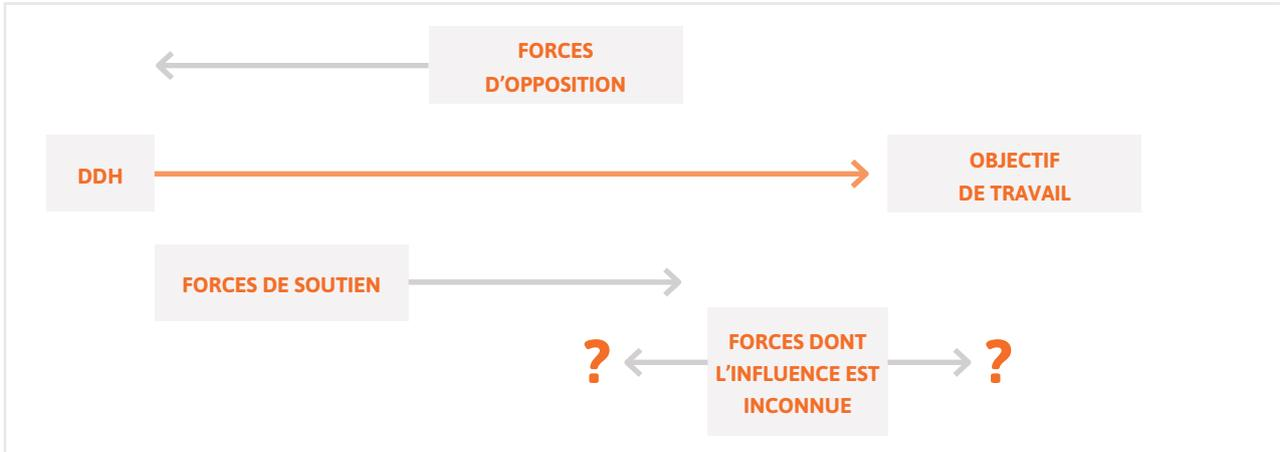 FORCES
D’OPPOSITION
DDH
OBJECTIF
DE TRAVAIL
FORCES DE SOUTIEN
?
FORCES DONT
L’INFLUENCE EST
INCONNUE
?